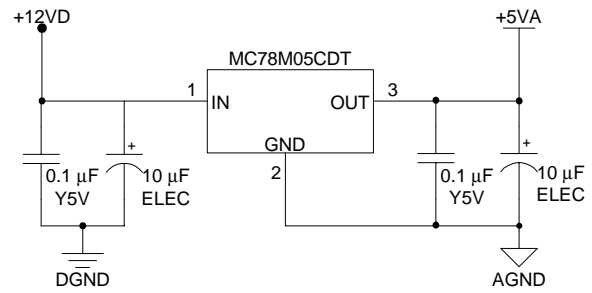 +12VD
+5VA
MC78M05CDT
1
IN
OUT
3
GND
2
+
0.1 µF
Y5V
10 µF
ELEC
+
0.1 µF
Y5V
10 µF
ELEC
DGND
AGND